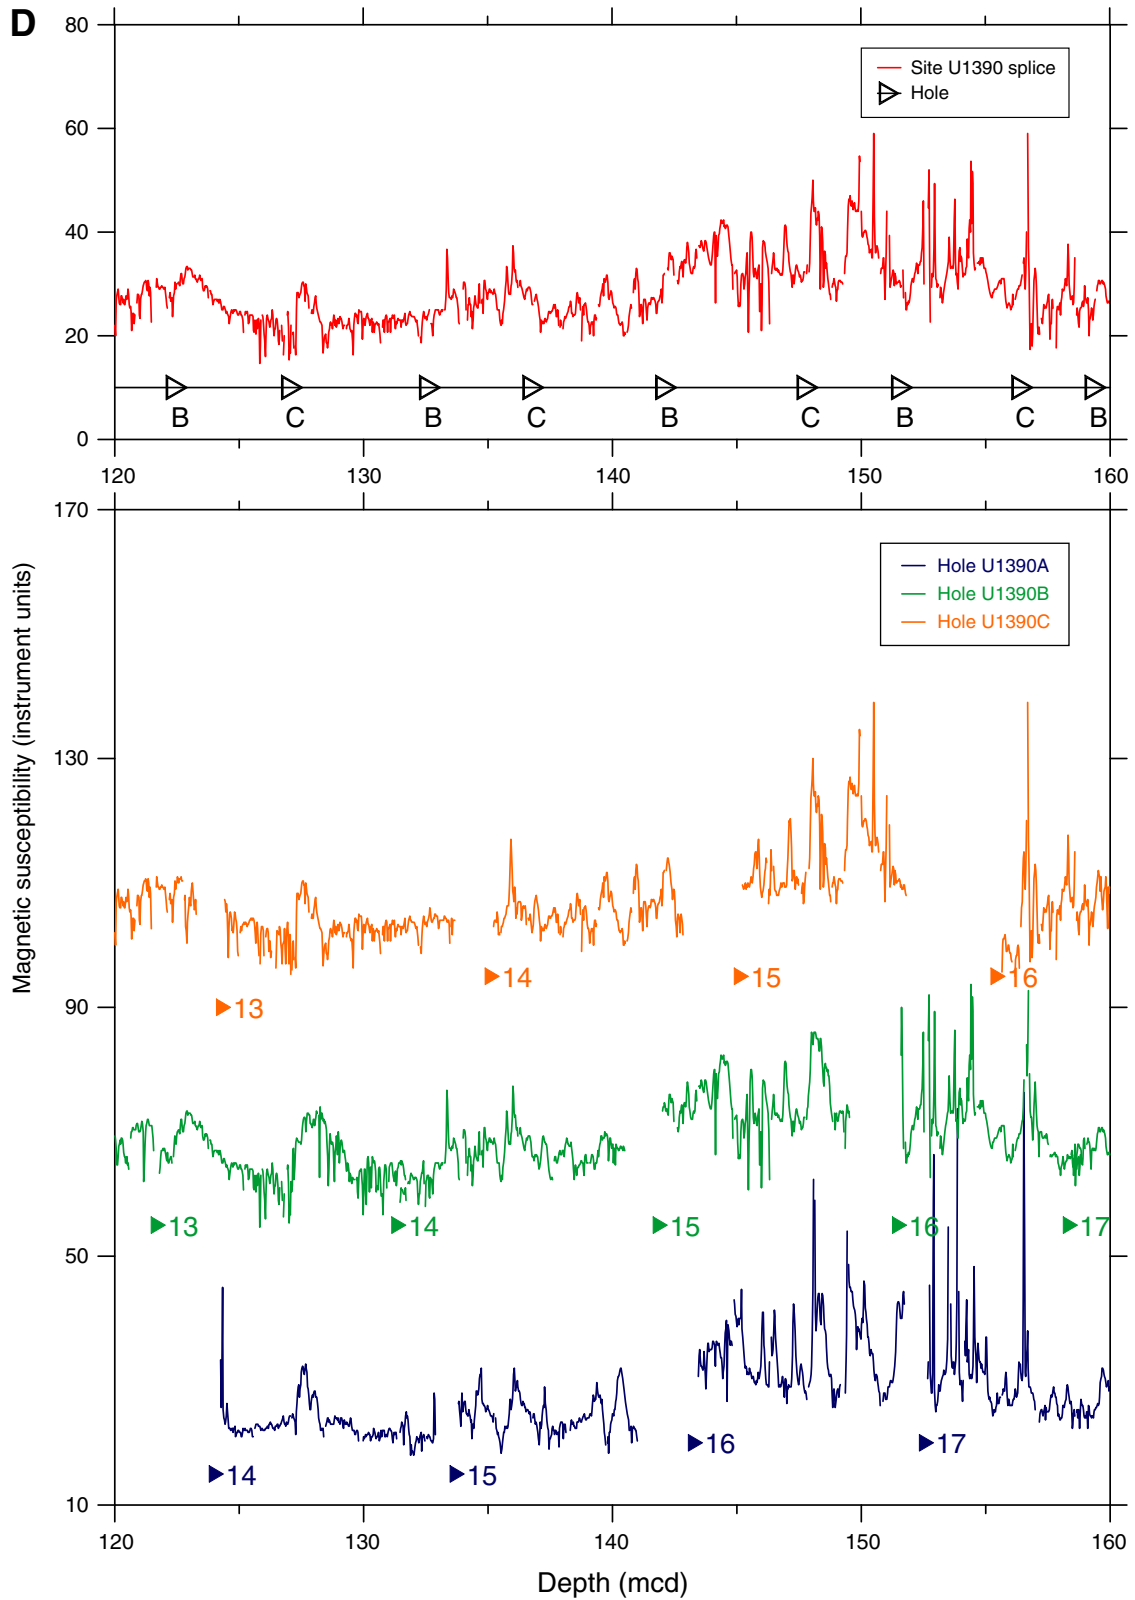 D
80
60
40
20
0
Site U1390 splice
Hole
B C B C B C B C B
120 130 140 150 160
170
130
90
50
10
Magnetic susceptibility (instrument units)
Hole U1390A
Hole U1390B
Hole U1390C
13 14 15 16
13 14 15 16 17
14 15 16 17
120 130 140 150 160
Depth (mcd)